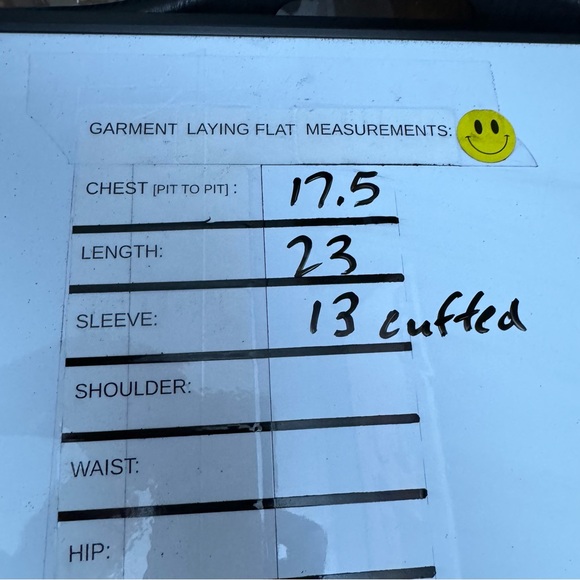 GARMENT LAYING FLAT MEASUREMENTS:
CHEST [PIT TO PIT] : 17.5
LENGTH: 23
SLEEVE: 13 cuffed
SHOULDER:
WAIST:
HIP: